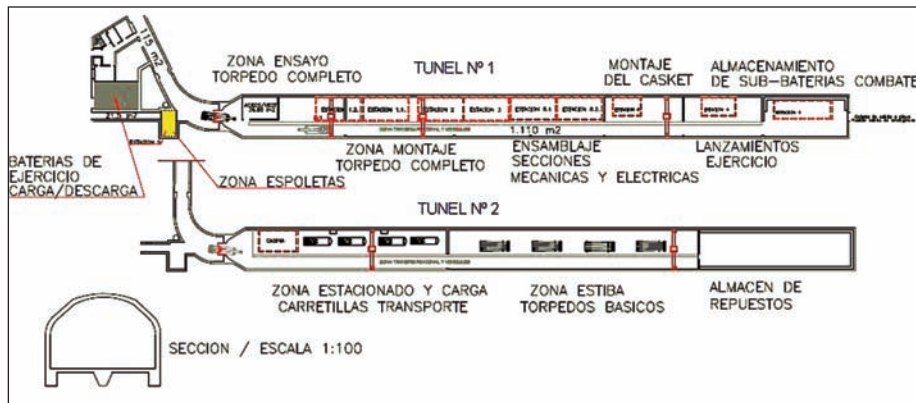 115 m2
ZONA ENSAYO
TORPEDO COMPLETO
TUNEL Nº 1
MONTAJE
DEL CASKET
ALMACENAMIENTO
DE SUB-BATERIAS COMBATE
ESTACION 2
1.110 m2
BATERIAS DE
EJERCICIO
CARGA/DESCARGA
ZONA ESPOLETAS
ZONA MONTAJE
TORPEDO COMPLETO
ENSAMBLAJE
SECCIONES
MECANICAS Y ELECTRICAS
LANZAMIENTOS
EJERCICIO
TUNEL Nº 2
ZONA ESTACIONADO Y CARGA
CARRETILLAS TRANSPORTE
ZONA ESTIBA
TORPEDOS BASICOS
ALMACEN DE
REPUESTOS
SECCION / ESCALA 1:100